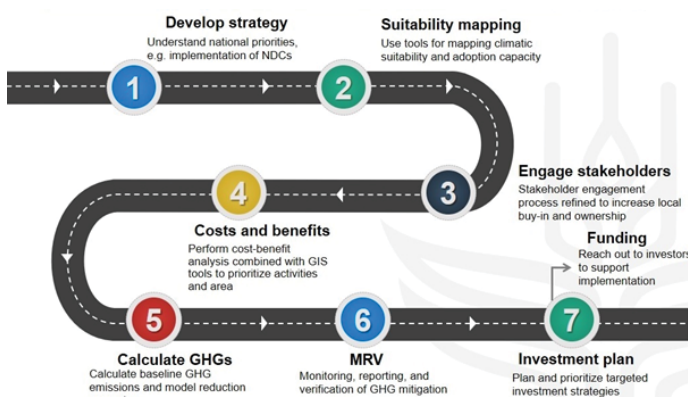 Develop strategy
Understand national priorities,
e.g. implementation of NDCs
1
Suitability mapping
Use tools for mapping climatic
suitability and adoption capacity
2
Engage stakeholders
Stakeholder engagement
process refined to increase local
buy-in and ownership
3
4
Costs and benefits
Perform cost-benefit
analysis combined with GIS
tools to prioritize activities
and area
Funding
Reach out to investors
to support
implementation
5
Calculate GHGs
Calculate baseline GHG
emissions and model reduction
6
MRV
Monitoring, reporting, and
verification of GHG mitigation
7
Investment plan
Plan and prioritize targeted
investment strategies